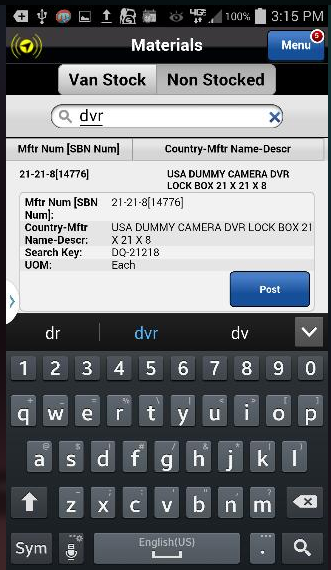 100% 3:15 PM
Materials
Menu 5
Van Stock Non Stocked
dvr
Mftr Num [SBN Num] Country-Mftr Name-Descr
21-21-8[14776] USA DUMMY CAMERA DVR
LOCK BOX 21 X 21 X 8
Mftr Num [SBN 21-21-8[14776]
Num]:
Country-Mftr USA DUMMY CAMERA DVR LOCK BOX 21
Name-Descr: X 21 X 8
Search Key: DQ-21218
UOM: Each
Post
dr dvr dv
1 2 3 4 5 6 7 8 9 0
q w e r t y u i o p
a s d f g h j k l
z x c v b n m
Sym English(US) .